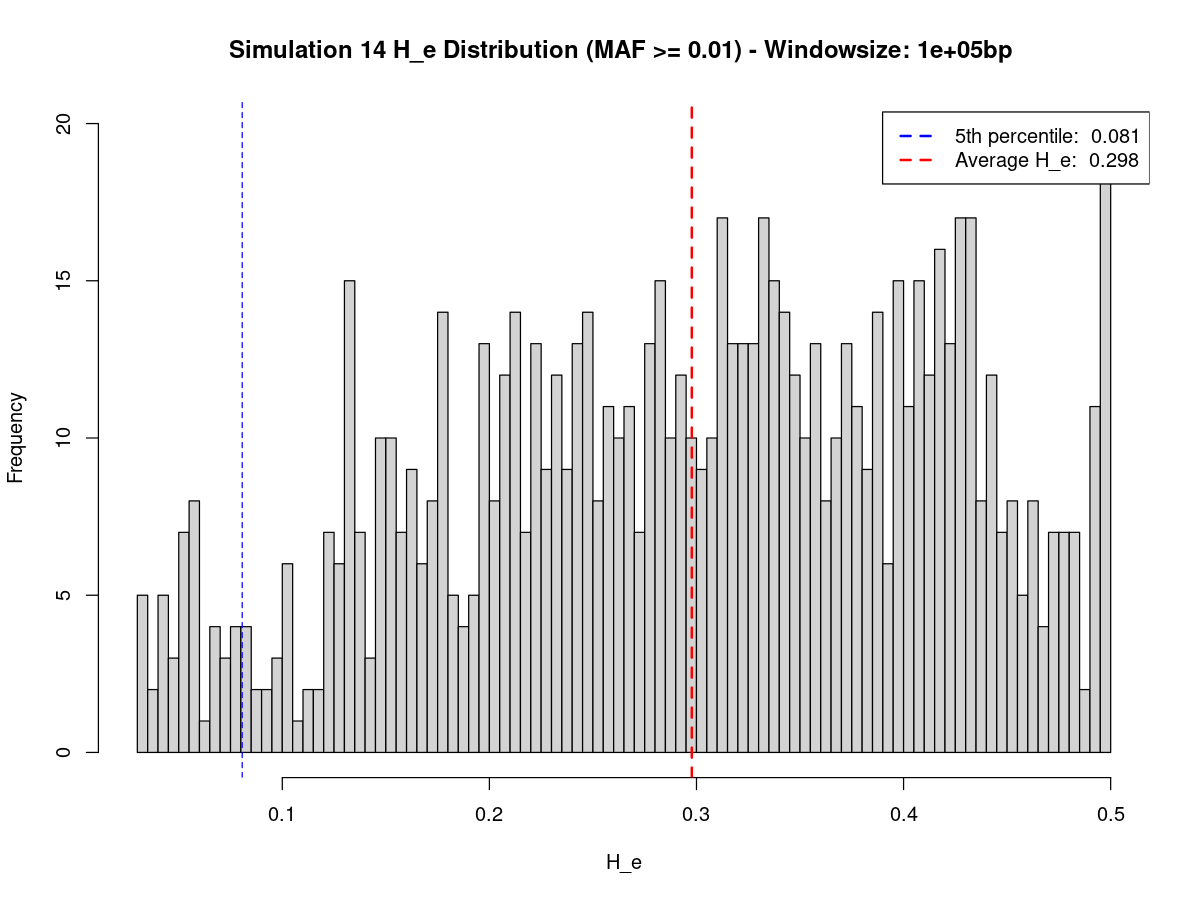 Simulation 14 H_e Distribution (MAF >= 0.01) - Windowsize: 1e+05bp
5th percentile:  0.081
Average H_e:  0.298
Frequency
20
15
10
5
0
0.1 0.2 0.3 0.4 0.5
H_e